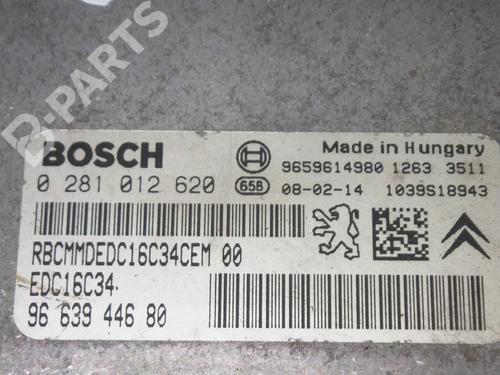 B-PARTS
BOSCH
Made in Hungary
9659614980 1263 3511
0 281 012 620
658
08-02-14 1039S18943
RBCMMDEDC16C34CEM 00
EDC16C34
96 639 446 80